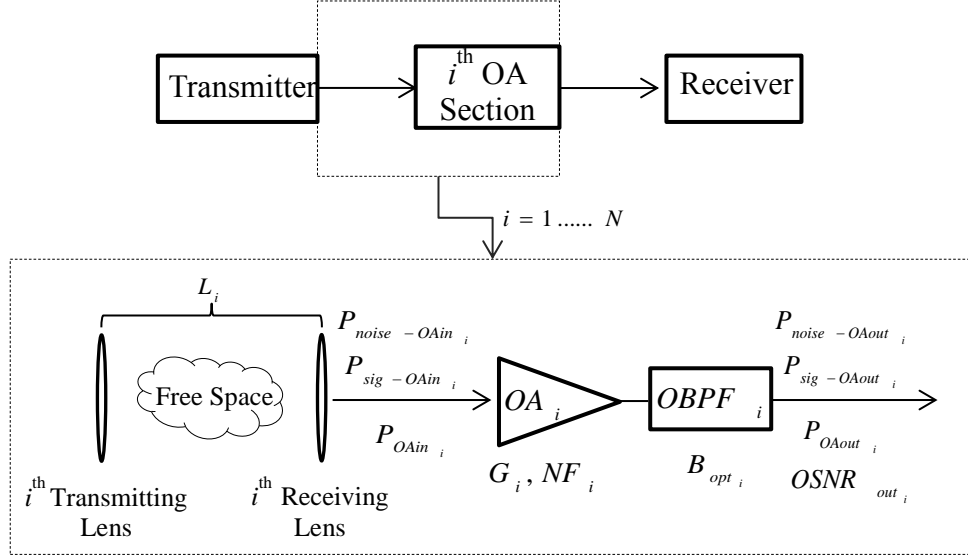 Transmitter
i th OA
Section
Receiver
i = 1 ...... N
L i
P noise - OAin i
P sig - OAin i
P OAin i
Free Space
OA i
OBPF i
P noise - OAout i
P sig - OAout i
P OAout i
G i , NF i
B opt i
OSNR out i
i th Transmitting
Lens
i th Receiving
Lens